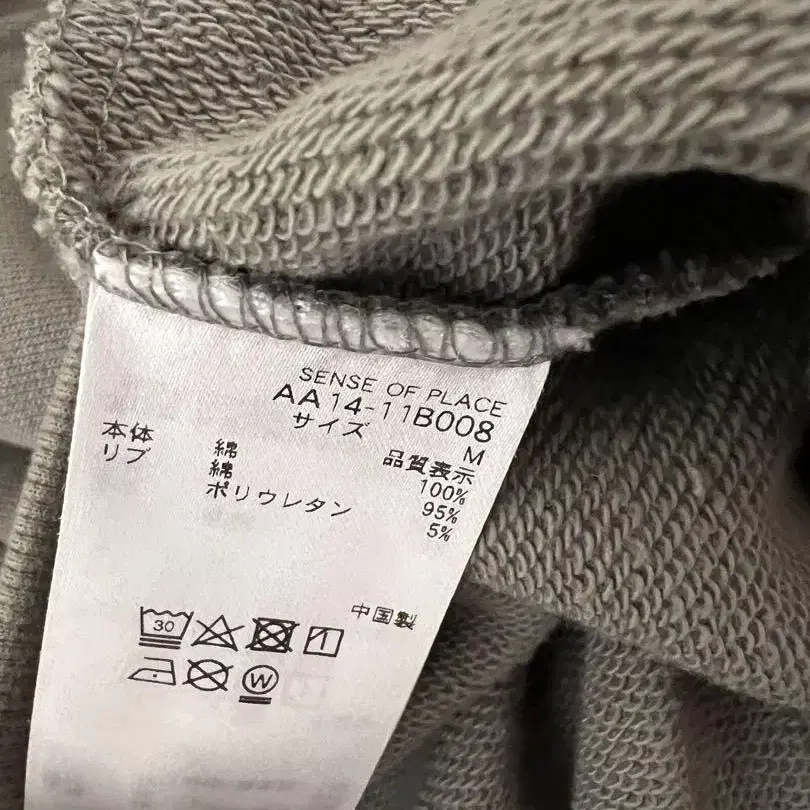 SENSE OF PLACE
AA14-11B008
サイズ M
品質表示
本体 綿 100%
リブ 綿 95%
ポリウレタン 5%
中国製
30
W